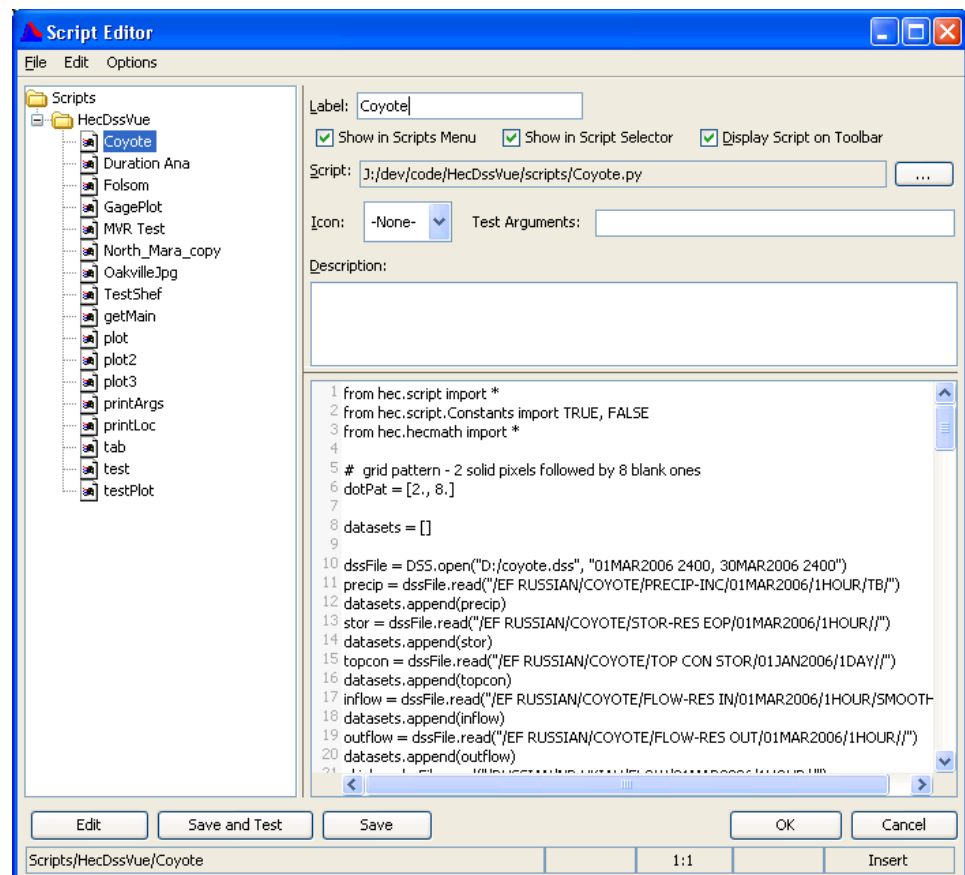 Script Editor
File Edit Options
Scripts
HecDssVue
Coyote
Duration Ana
Folsom
GagePlot
MVR Test
North_Mara_copy
OakvilleJpg
TestShef
getMain
plot
plot2
plot3
printArgs
printLoc
tab
test
testPlot
Label: Coyote
Show in Scripts Menu Show in Script Selector Display Script on Toolbar
Script: J:/dev/code/HecDssVue/scripts/Coyote.py ...
Icon: -None- Test Arguments:
Description:
1 from hec.script import *
2 from hec.script.Constants import TRUE, FALSE
3 from hec.hecmath import *
4
5 # grid pattern - 2 solid pixels followed by 8 blank ones
6 dotPat = [2., 8.]
7
8 datasets = []
9
10 dssFile = DSS.open("D:/coyote.dss", "01MAR2006 2400, 30MAR2006 2400")
11 precip = dssFile.read("/EF RUSSIAN/COYOTE/PRECIP-INC/01MAR2006/1HOUR/TB/")
12 datasets.append(precip)
13 stor = dssFile.read("/EF RUSSIAN/COYOTE/STOR-RES EOP/01MAR2006/1HOUR//")
14 datasets.append(stor)
15 topcon = dssFile.read("/EF RUSSIAN/COYOTE/TOP CON STOR/01JAN2006/1DAY//")
16 datasets.append(topcon)
17 inflow = dssFile.read("/EF RUSSIAN/COYOTE/FLOW-RES IN/01MAR2006/1HOUR/SMOOTH
18 datasets.append(inflow)
19 outflow = dssFile.read("/EF RUSSIAN/COYOTE/FLOW-RES OUT/01MAR2006/1HOUR//")
20 datasets.append(outflow)
21
Edit Save and Test Save OK Cancel
Scripts/HecDssVue/Coyote 1:1 Insert